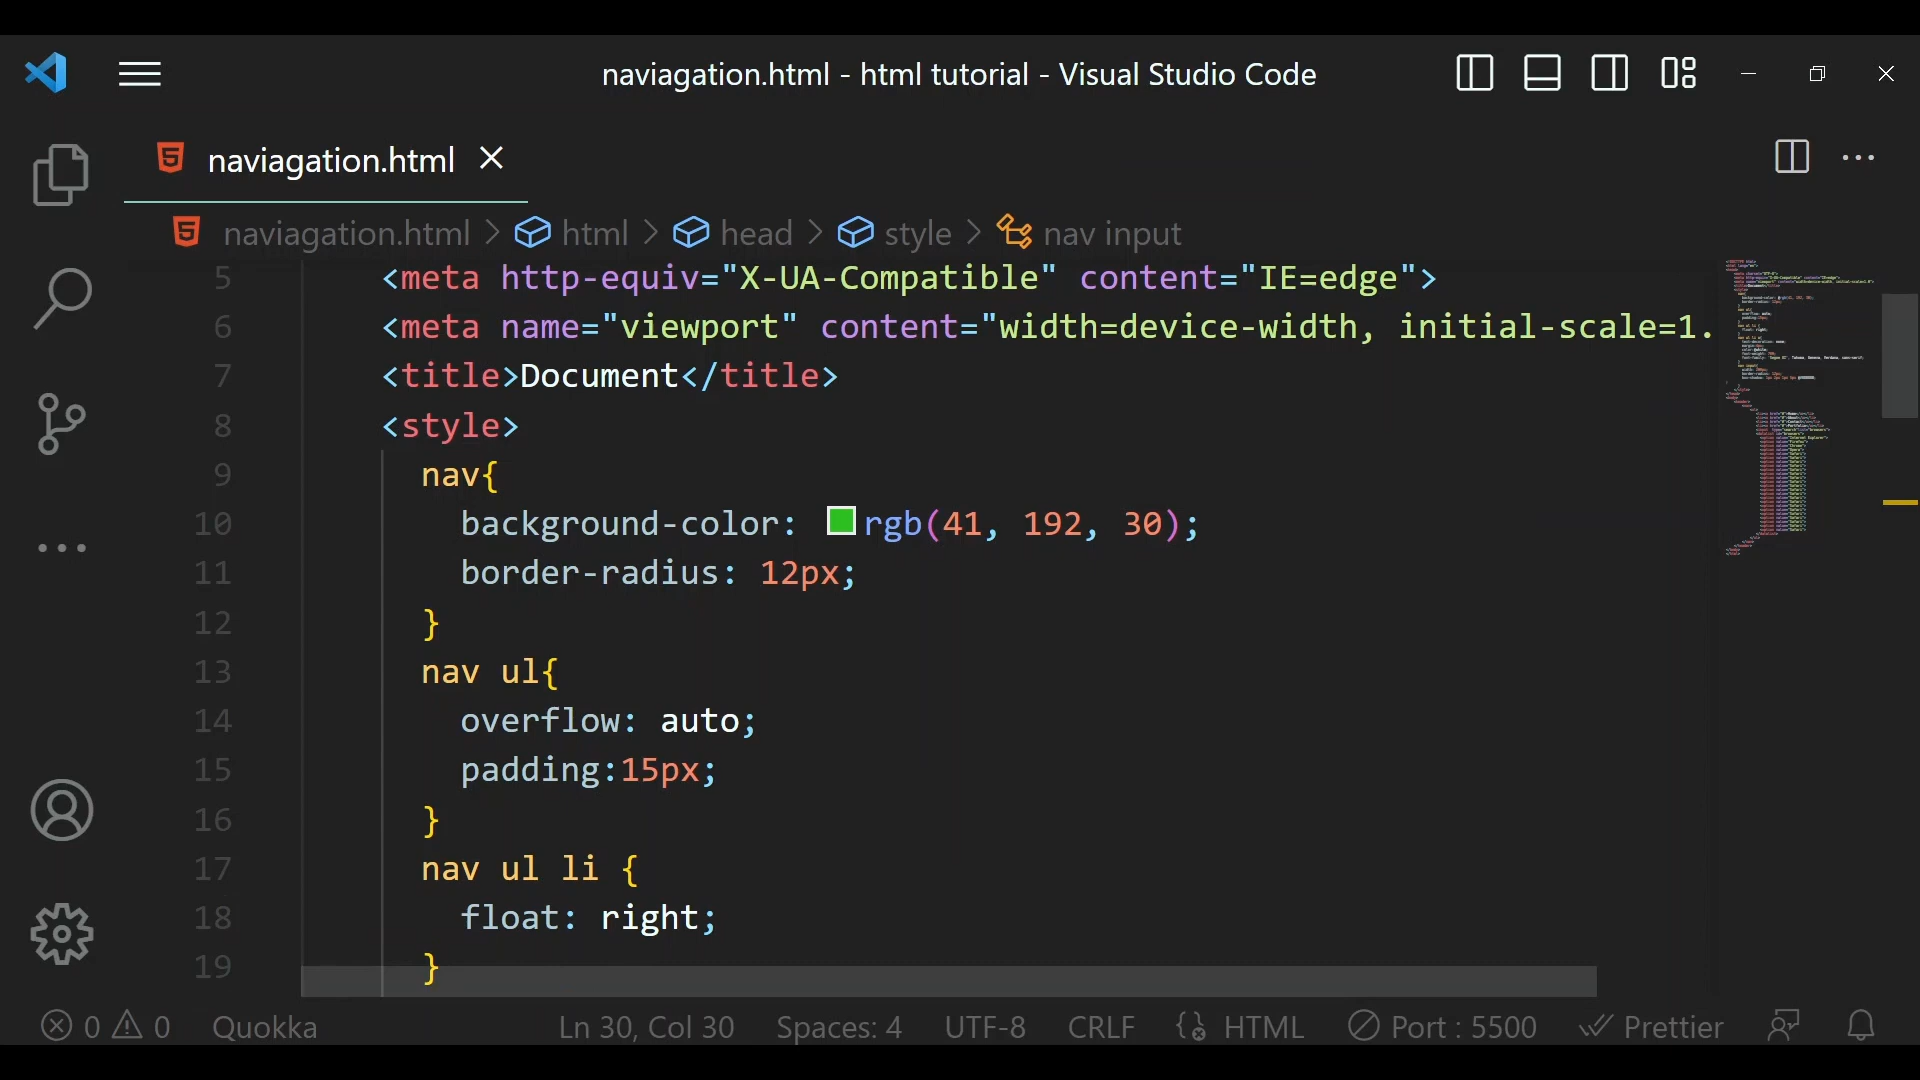 naviagation.html - html tutorial - Visual Studio Code
naviagation.html
naviagation.html > html > head > style > nav input
5 <meta http-equiv="X-UA-Compatible" content="IE=edge">
6 <meta name="viewport" content="width=device-width, initial-scale=1.
7 <title>Document</title>
8 <style>
9 nav{
10 background-color: rgb(41, 192, 30);
11 border-radius: 12px;
12 }
13 nav ul{
14 overflow: auto;
15 padding:15px;
16 }
17 nav ul li {
18 float: right;
19 }
0 0 Quokka Ln 30, Col 30 Spaces: 4 UTF-8 CRLF HTML Port : 5500 Prettier